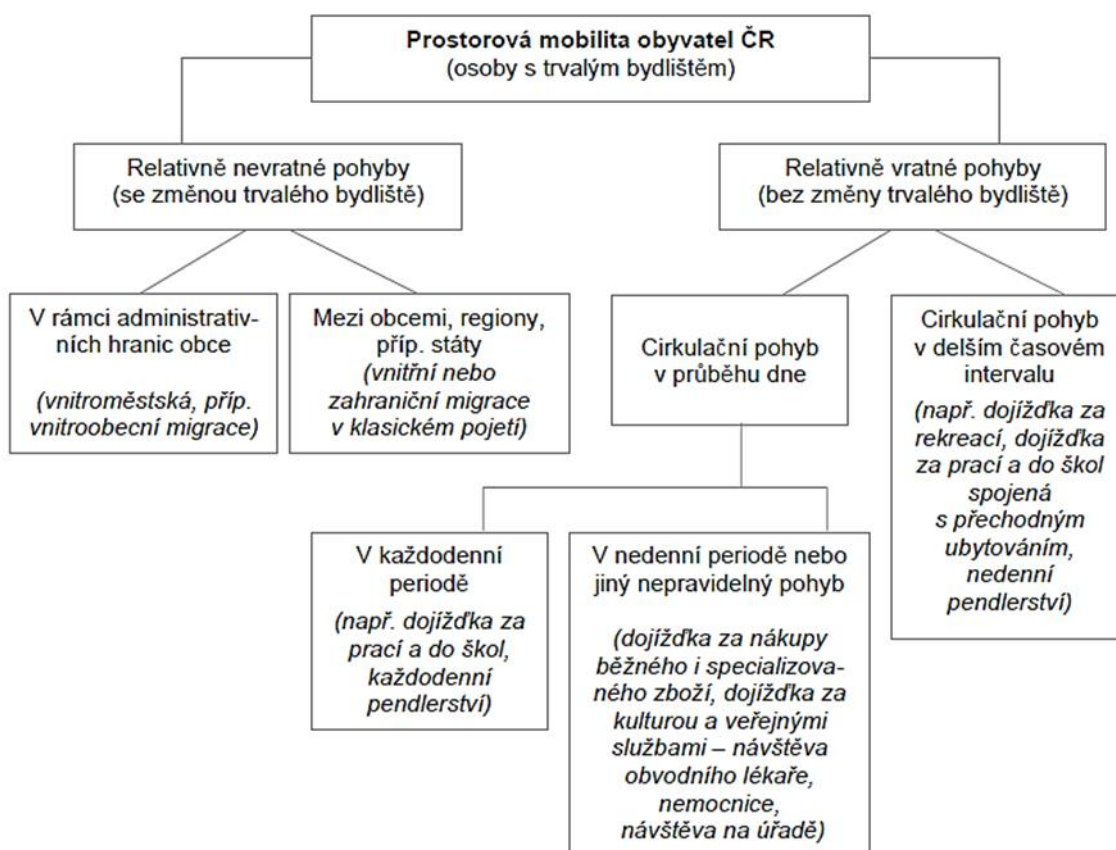 Prostorová mobilita obyvatel ČR
(osoby s trvalým bydlištěm)
Relativně nevratné pohyby
(se změnou trvalého bydliště)
Relativně vratné pohyby
(bez změny trvalého bydliště)
V rámci administrativ-
ních hranic obce
(vnitroměstská, příp.
vnitroobecní migrace)
Mezi obcemi, regiony,
příp. státy
(vnitřní nebo
zahraniční migrace
v klasickém pojetí)
Cirkulační pohyb
v průběhu dne
Cirkulační pohyb
v delším časovém
intervalu
(např. dojížďka za
rekreací, dojížďka
za prací a do škol
spojená
s přechodným
ubytováním,
nedenní
pendlerství)
V každodenní
periodě
(např. dojížďka za
prací a do škol,
každodenní
pendlerství)
V nedenní periodě nebo
jiný nepravidelný pohyb
(dojížďka za nákupy
běžného i specializova-
ného zboží, dojížďka za
kulturou a veřejnými
službami – návštěva
obvodního lékaře,
nemocnice,
návštěva na úřadě)